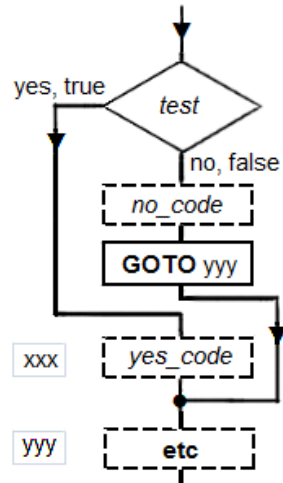 yes, true
test
no, false
no_code
GOTO yyy
xxx
yes_code
yyy
etc